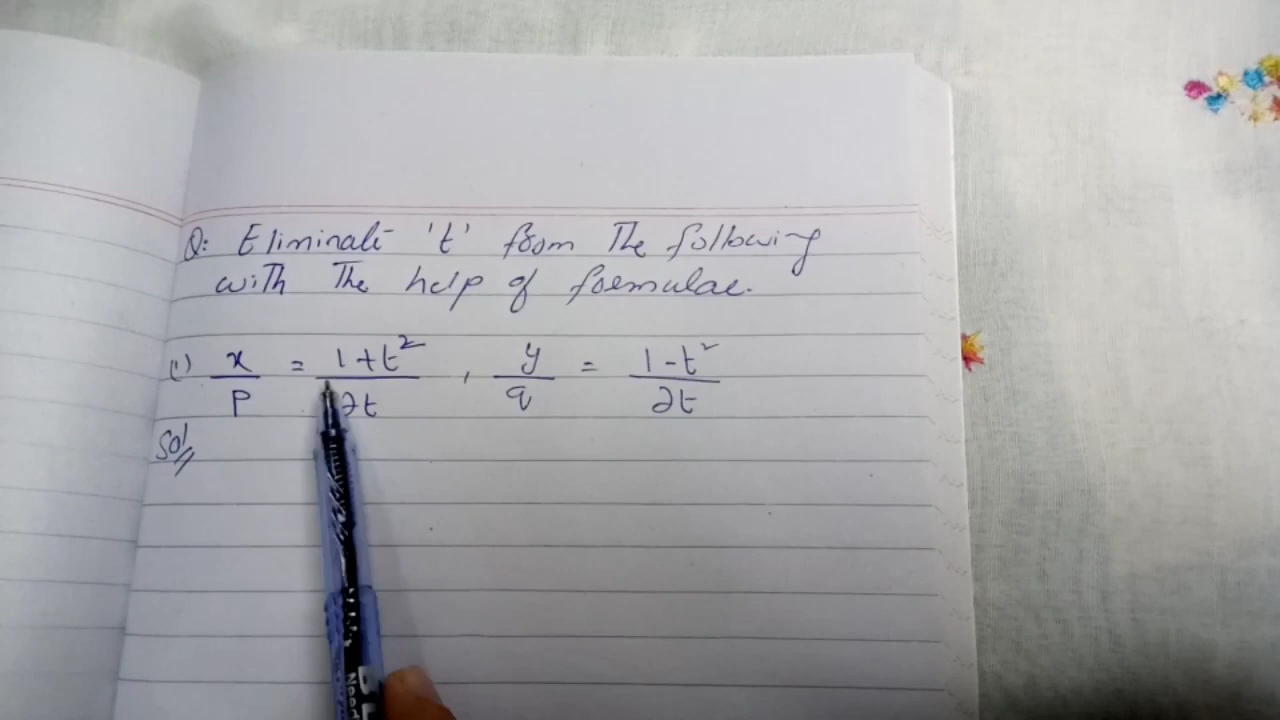 Q: Eliminate 't' from the following
with the help of formulae.
(i) x/p = 1+t²/2t , y/q = 1-t²/2t
Sol